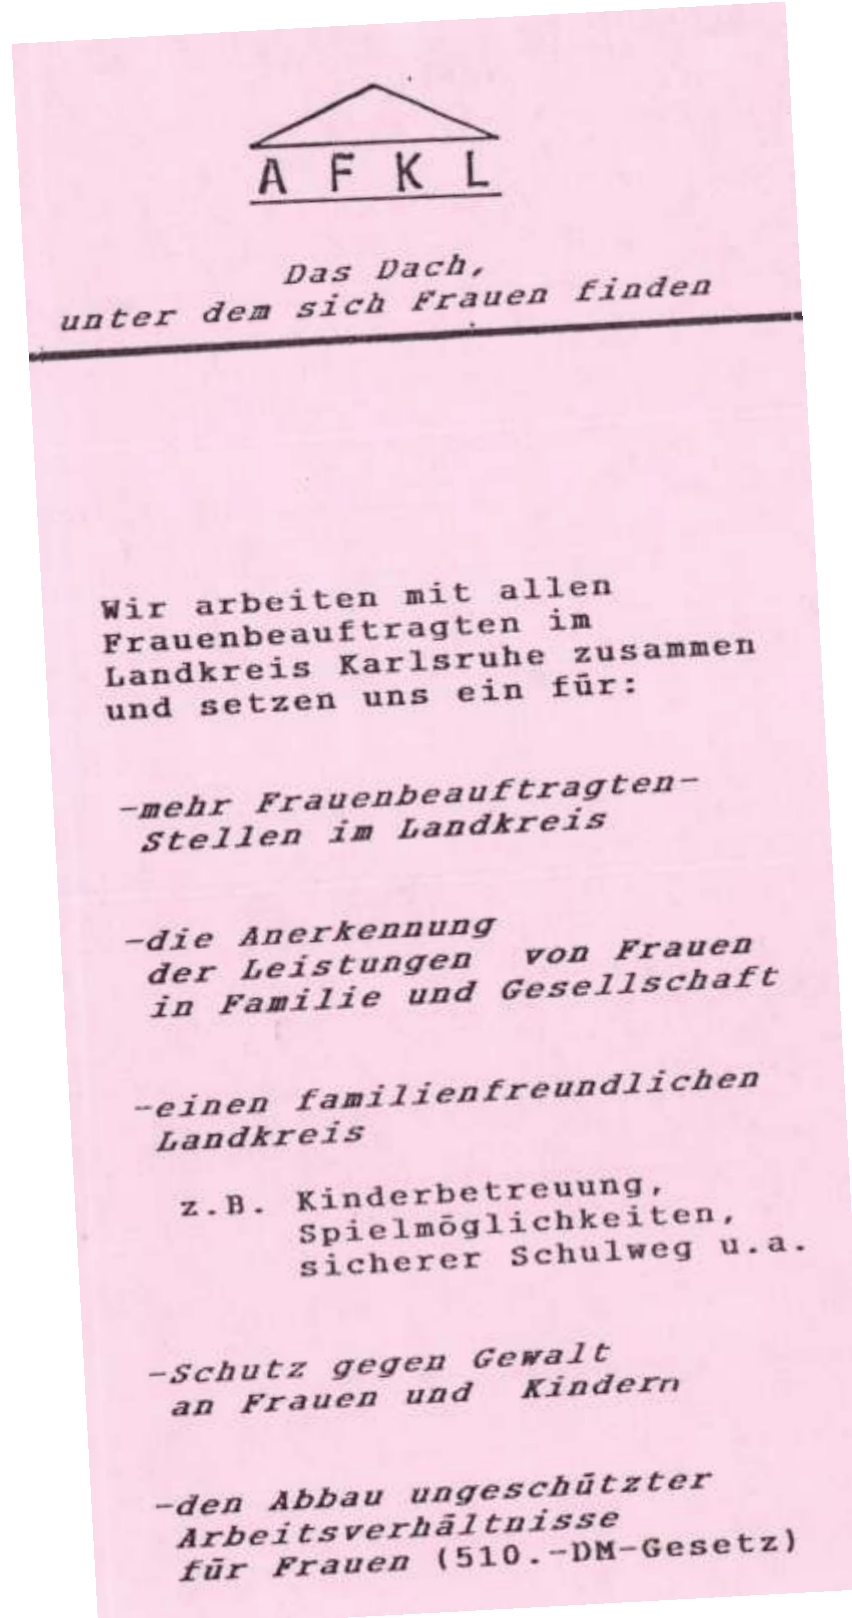 A F K L
Das Dach,
unter dem sich Frauen finden
Wir arbeiten mit allen
Frauenbeauftragten im
Landkreis Karlsruhe zusammen
und setzen uns ein für:
-mehr Frauenbeauftragten-
Stellen im Landkreis
-die Anerkennung
der Leistungen von Frauen
in Familie und Gesellschaft
-einen familienfreundlichen
Landkreis
z.B. Kinderbetreuung,
Spielmöglichkeiten,
sicherer Schulweg u.a.
-Schutz gegen Gewalt
an Frauen und Kindern
-den Abbau ungeschützter
Arbeitsverhältnisse
für Frauen (510.-DM-Gesetz)